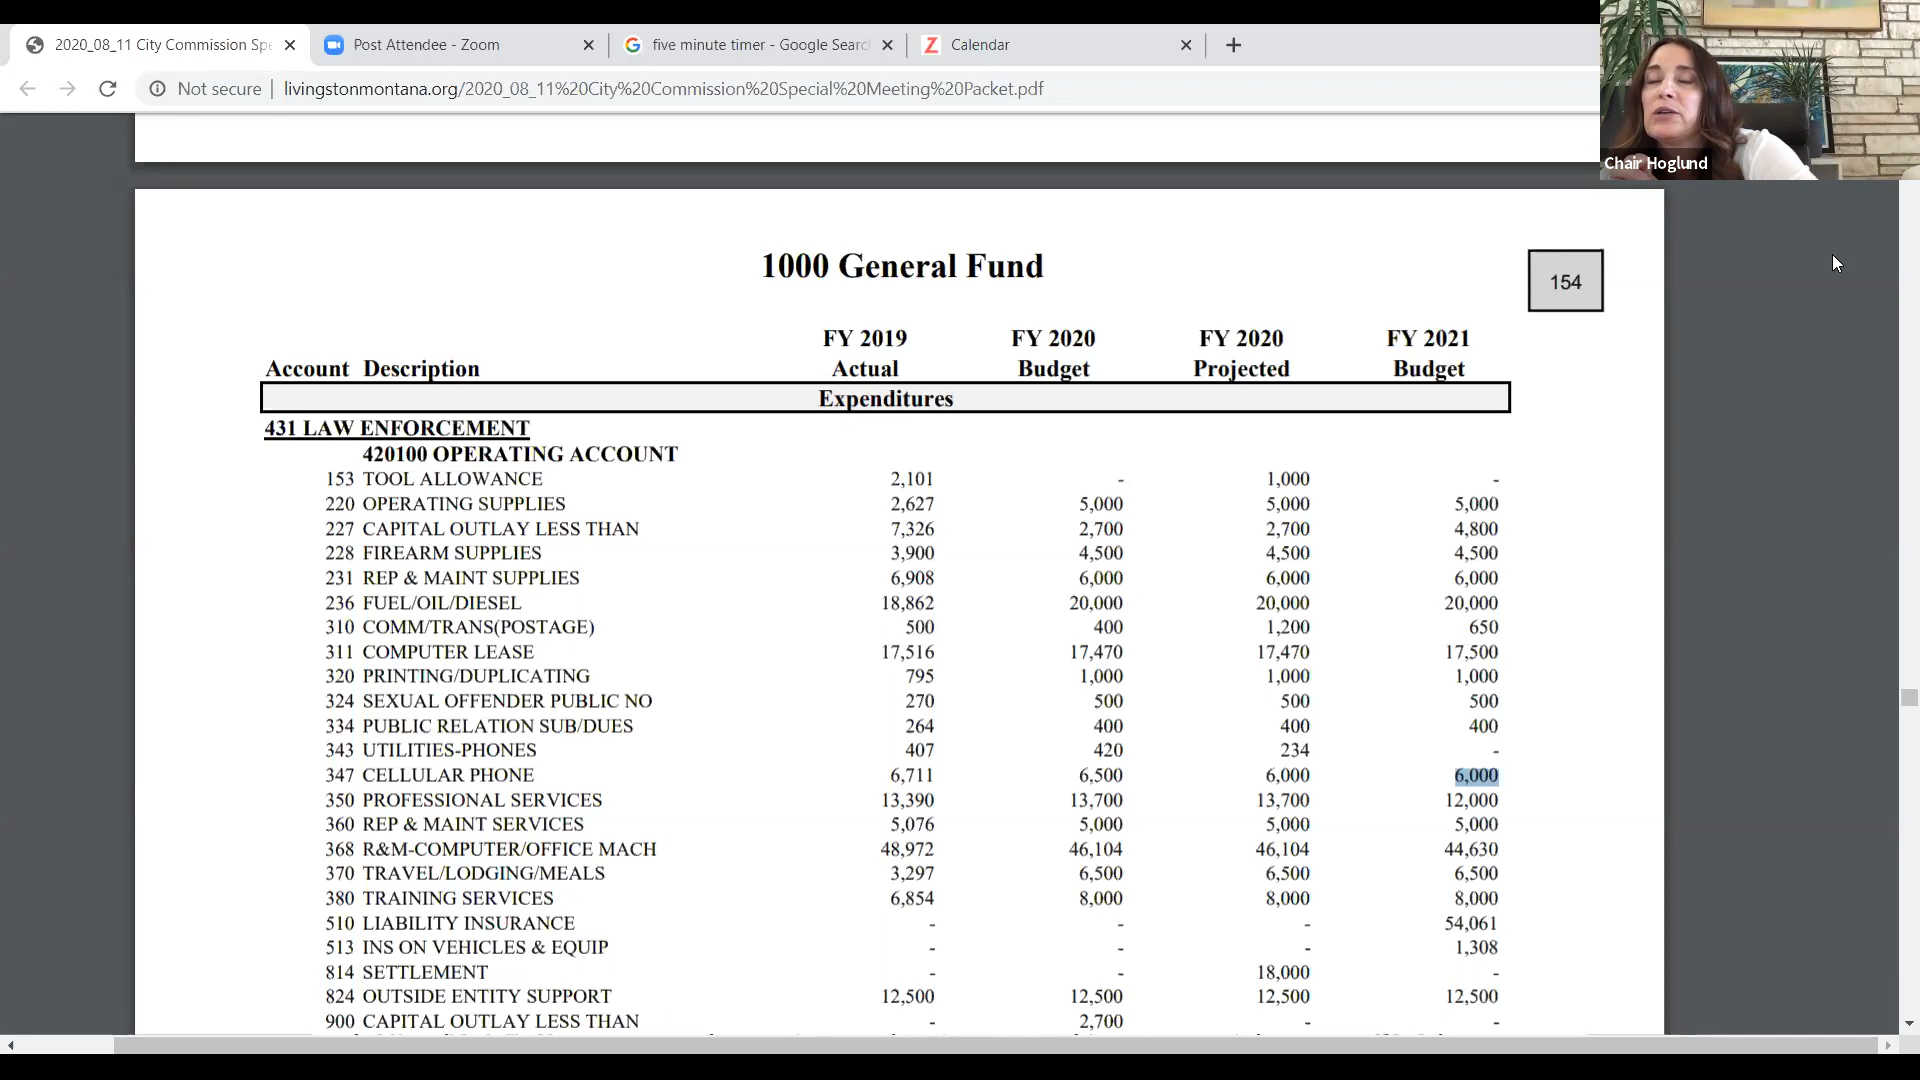 2020_08_11 City Commission Spe
Post Attendee - Zoom
five minute timer - Google Searc
Calendar
Not secure
livingstonmontana.org/2020_08_11%20City%20Commission%20Special%20Meeting%20Packet.pdf
Chair Hoglund
1000 General Fund
154
FY 2019 FY 2020 FY 2020 FY 2021
Account Description Actual Budget Projected Budget
Expenditures
431 LAW ENFORCEMENT
420100 OPERATING ACCOUNT
153 TOOL ALLOWANCE 2,101 - 1,000 -
220 OPERATING SUPPLIES 2,627 5,000 5,000 5,000
227 CAPITAL OUTLAY LESS THAN 7,326 2,700 2,700 4,800
228 FIREARM SUPPLIES 3,900 4,500 4,500 4,500
231 REP & MAINT SUPPLIES 6,908 6,000 6,000 6,000
236 FUEL/OIL/DIESEL 18,862 20,000 20,000 20,000
310 COMM/TRANS(POSTAGE) 500 400 1,200 650
311 COMPUTER LEASE 17,516 17,470 17,470 17,500
320 PRINTING/DUPLICATING 795 1,000 1,000 1,000
324 SEXUAL OFFENDER PUBLIC NO 270 500 500 500
334 PUBLIC RELATION SUB/DUES 264 400 400 400
343 UTILITIES-PHONES 407 420 234 -
347 CELLULAR PHONE 6,711 6,500 6,000 6,000
350 PROFESSIONAL SERVICES 13,390 13,700 13,700 12,000
360 REP & MAINT SERVICES 5,076 5,000 5,000 5,000
368 R&M-COMPUTER/OFFICE MACH 48,972 46,104 46,104 44,630
370 TRAVEL/LODGING/MEALS 3,297 6,500 6,500 6,500
380 TRAINING SERVICES 6,854 8,000 8,000 8,000
510 LIABILITY INSURANCE - - - 54,061
513 INS ON VEHICLES & EQUIP - - - 1,308
814 SETTLEMENT - - 18,000 -
824 OUTSIDE ENTITY SUPPORT 12,500 12,500 12,500 12,500
900 CAPITAL OUTLAY LESS THAN - 2,700 - -